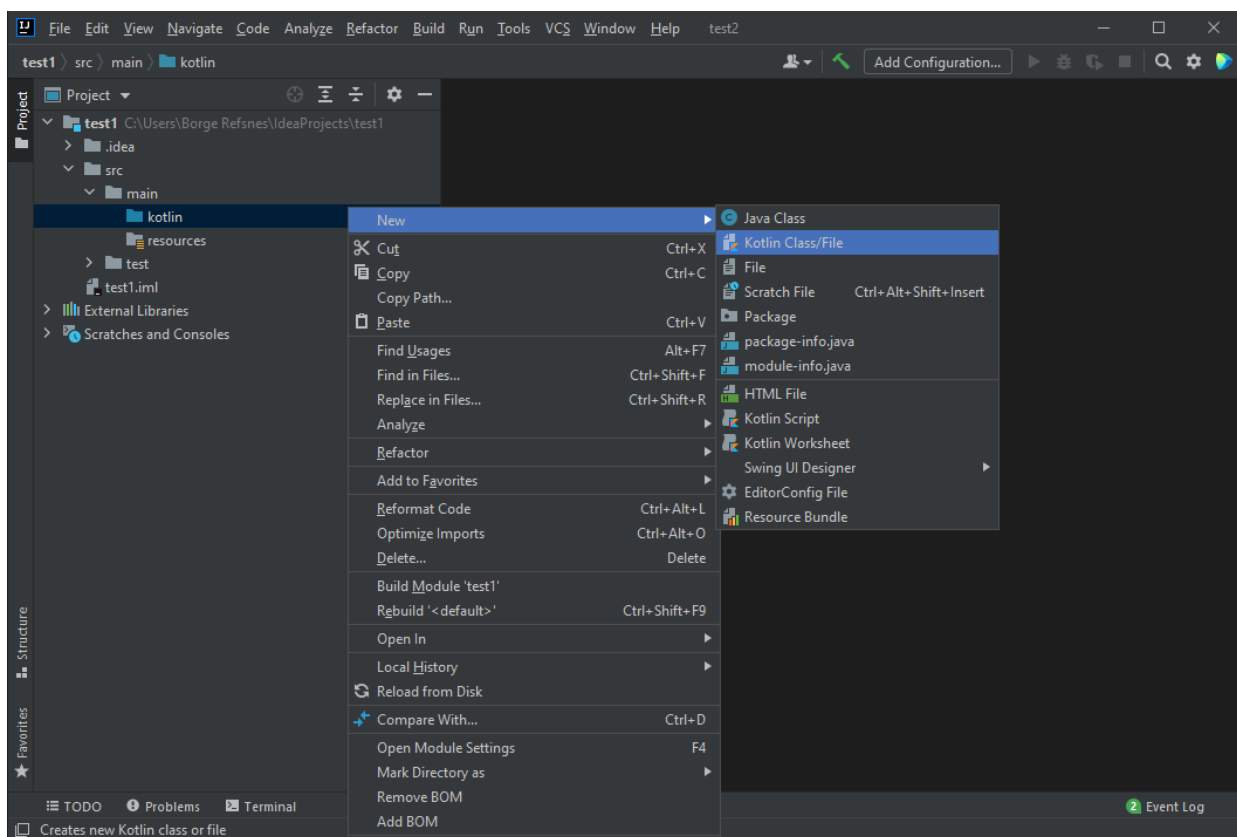 File Edit View Navigate Code Analyze Refactor Build Run Tools VCS Window Help test2
test1 src main kotlin
Add Configuration...
Project
Project
test1 C:\Users\Borge Refsnes\IdeaProjects\test1
.idea
src
main
kotlin
resources
test
test1.iml
External Libraries
Scratches and Consoles
New
Cut Ctrl+X
Copy Ctrl+C
Copy Path...
Paste Ctrl+V
Find Usages Alt+F7
Find in Files... Ctrl+Shift+F
Replace in Files... Ctrl+Shift+R
Analyze
Refactor
Add to Favorites
Reformat Code Ctrl+Alt+L
Optimize Imports Ctrl+Alt+O
Delete... Delete
Build Module 'test1'
Rebuild '<default>' Ctrl+Shift+F9
Open In
Local History
Reload from Disk
Compare With... Ctrl+D
Open Module Settings F4
Mark Directory as
Remove BOM
Add BOM
Java Class
Kotlin Class/File
File
Scratch File Ctrl+Alt+Shift+Insert
Package
package-info.java
module-info.java
HTML File
Kotlin Script
Kotlin Worksheet
Swing UI Designer
EditorConfig File
Resource Bundle
Structure
Favorites
TODO Problems Terminal
2 Event Log
Creates new Kotlin class or file